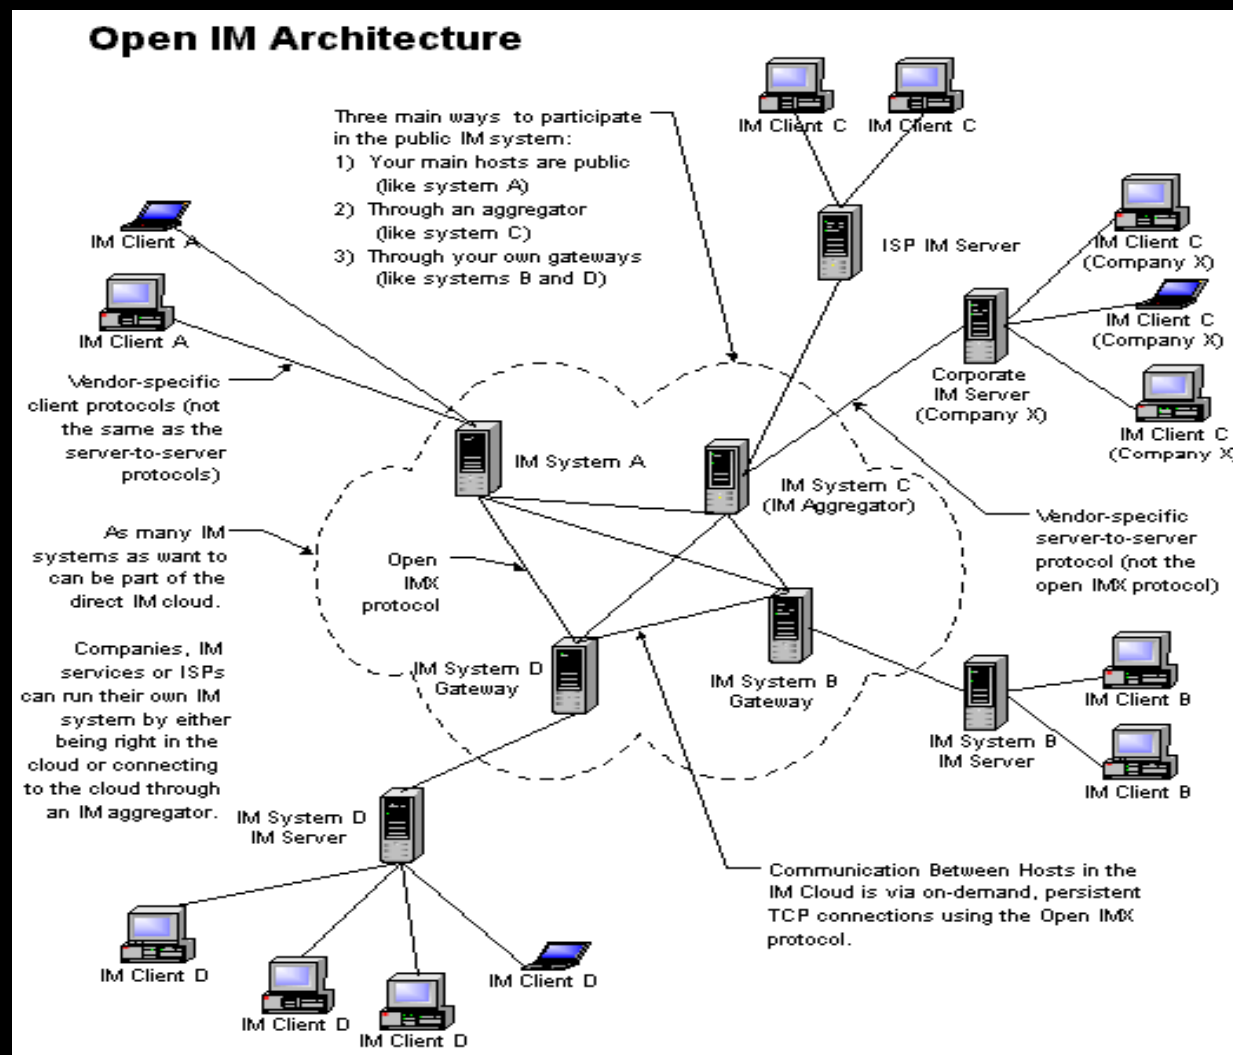 Open IM Architecture
Three main ways to participate
in the public IM system:
1) Your main hosts are public
(like system A)
2) Through an aggregator
(like system C)
3) Through your own gateways
(like systems B and D)
IM Client C
IM Client C
ISP IM Server
IM Client A
IM Client A
IM Client C
(Company X)
IM Client C
(Company X)
IM Client C
(Company X)
Corporate
IM Server
(Company X)
Vendor-specific
client protocols (not
the same as the
server-to-server
protocols)
IM System A
IM System C
(IM Aggregator)
Vendor-specific
server-to-server
protocol (not the
open IMX protocol)
As many IM
systems as want to
can be part of the
direct IM cloud.
Open
IMX
protocol
Companies, IM
services or ISPs
can run their own IM
system by either
being right in the
cloud or connecting
to the cloud through
an IM aggregator.
IM System D
Gateway
IM System B
Gateway
IM System B
IM Server
IM Client B
IM Client B
IM System D
IM Server
Communication Between Hosts in the
IM Cloud is via on-demand, persistent
TCP connections using the Open IMX
protocol.
IM Client D
IM Client D
IM Client D
IM Client D